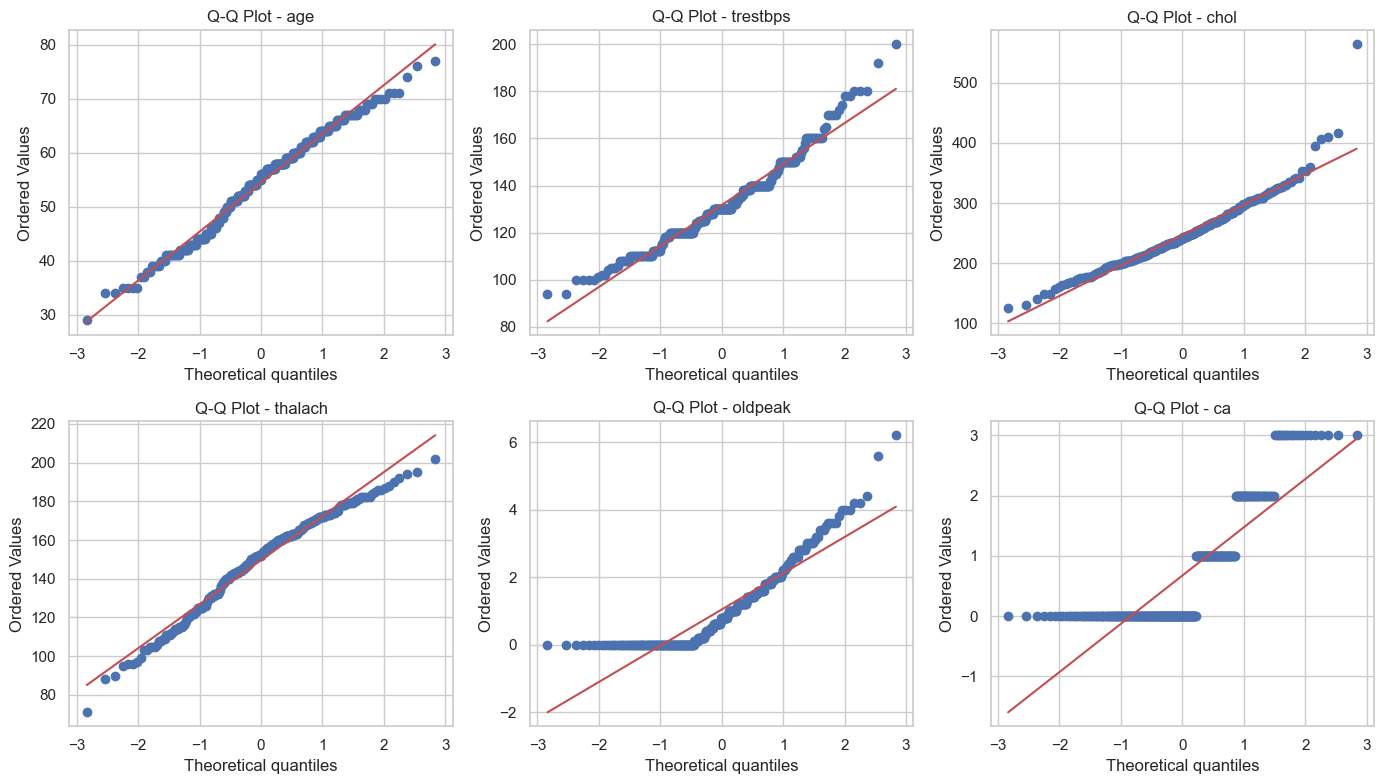 Q-Q Plot - age
80
70
60
50
40
30
Ordered Values
−3 −2 −1 0 1 2 3
Theoretical quantiles
Q-Q Plot - trestbps
200
180
160
140
120
100
80
Ordered Values
−3 −2 −1 0 1 2 3
Theoretical quantiles
Q-Q Plot - chol
500
400
300
200
100
Ordered Values
−3 −2 −1 0 1 2 3
Theoretical quantiles
Q-Q Plot - thalach
220
200
180
160
140
120
100
80
Ordered Values
−3 −2 −1 0 1 2 3
Theoretical quantiles
Q-Q Plot - oldpeak
6
4
2
0
−2
Ordered Values
−3 −2 −1 0 1 2 3
Theoretical quantiles
Q-Q Plot - ca
3
2
1
0
−1
Ordered Values
−3 −2 −1 0 1 2 3
Theoretical quantiles